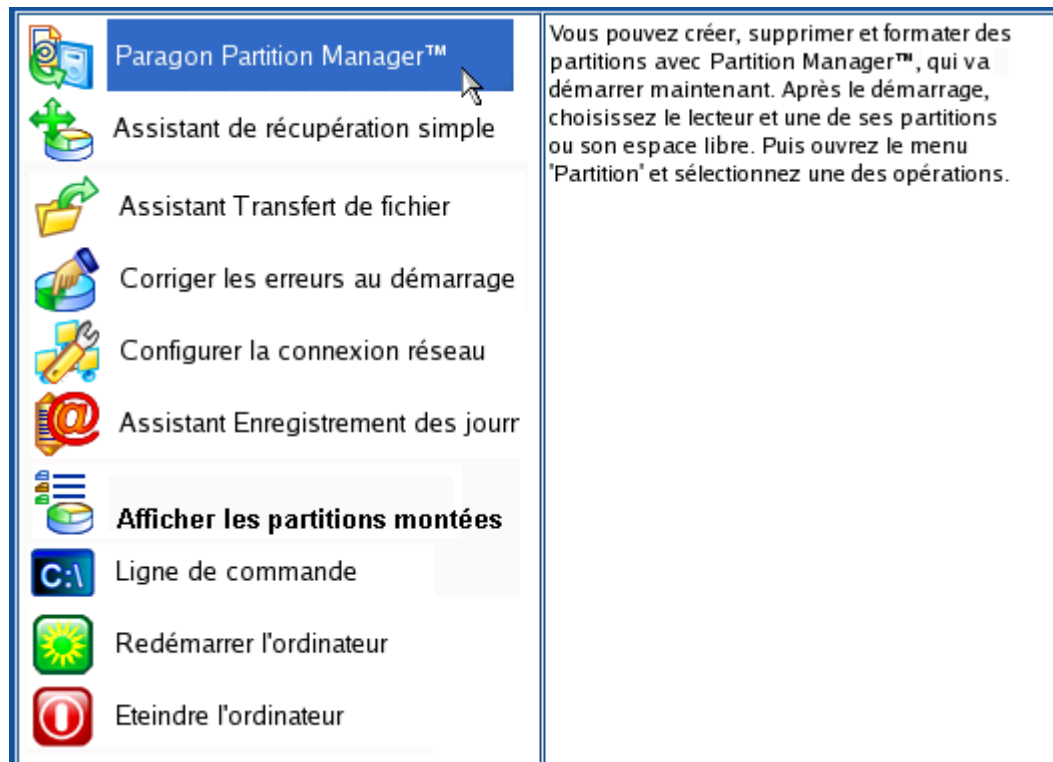 Paragon Partition Manager™
Assistant de récupération simple
Assistant Transfert de fichier
Corriger les erreurs au démarrage
Configurer la connexion réseau
Assistant Enregistrement des jourr
Afficher les partitions montées
C:\
Ligne de commande
Redémarrer l'ordinateur
Eteindre l'ordinateur
Vous pouvez créer, supprimer et formater des
partitions avec Partition Manager™, qui va
démarrer maintenant. Après le démarrage,
choisissez le lecteur et une de ses partitions
ou son espace libre. Puis ouvrez le menu
'Partition' et sélectionnez une des opérations.